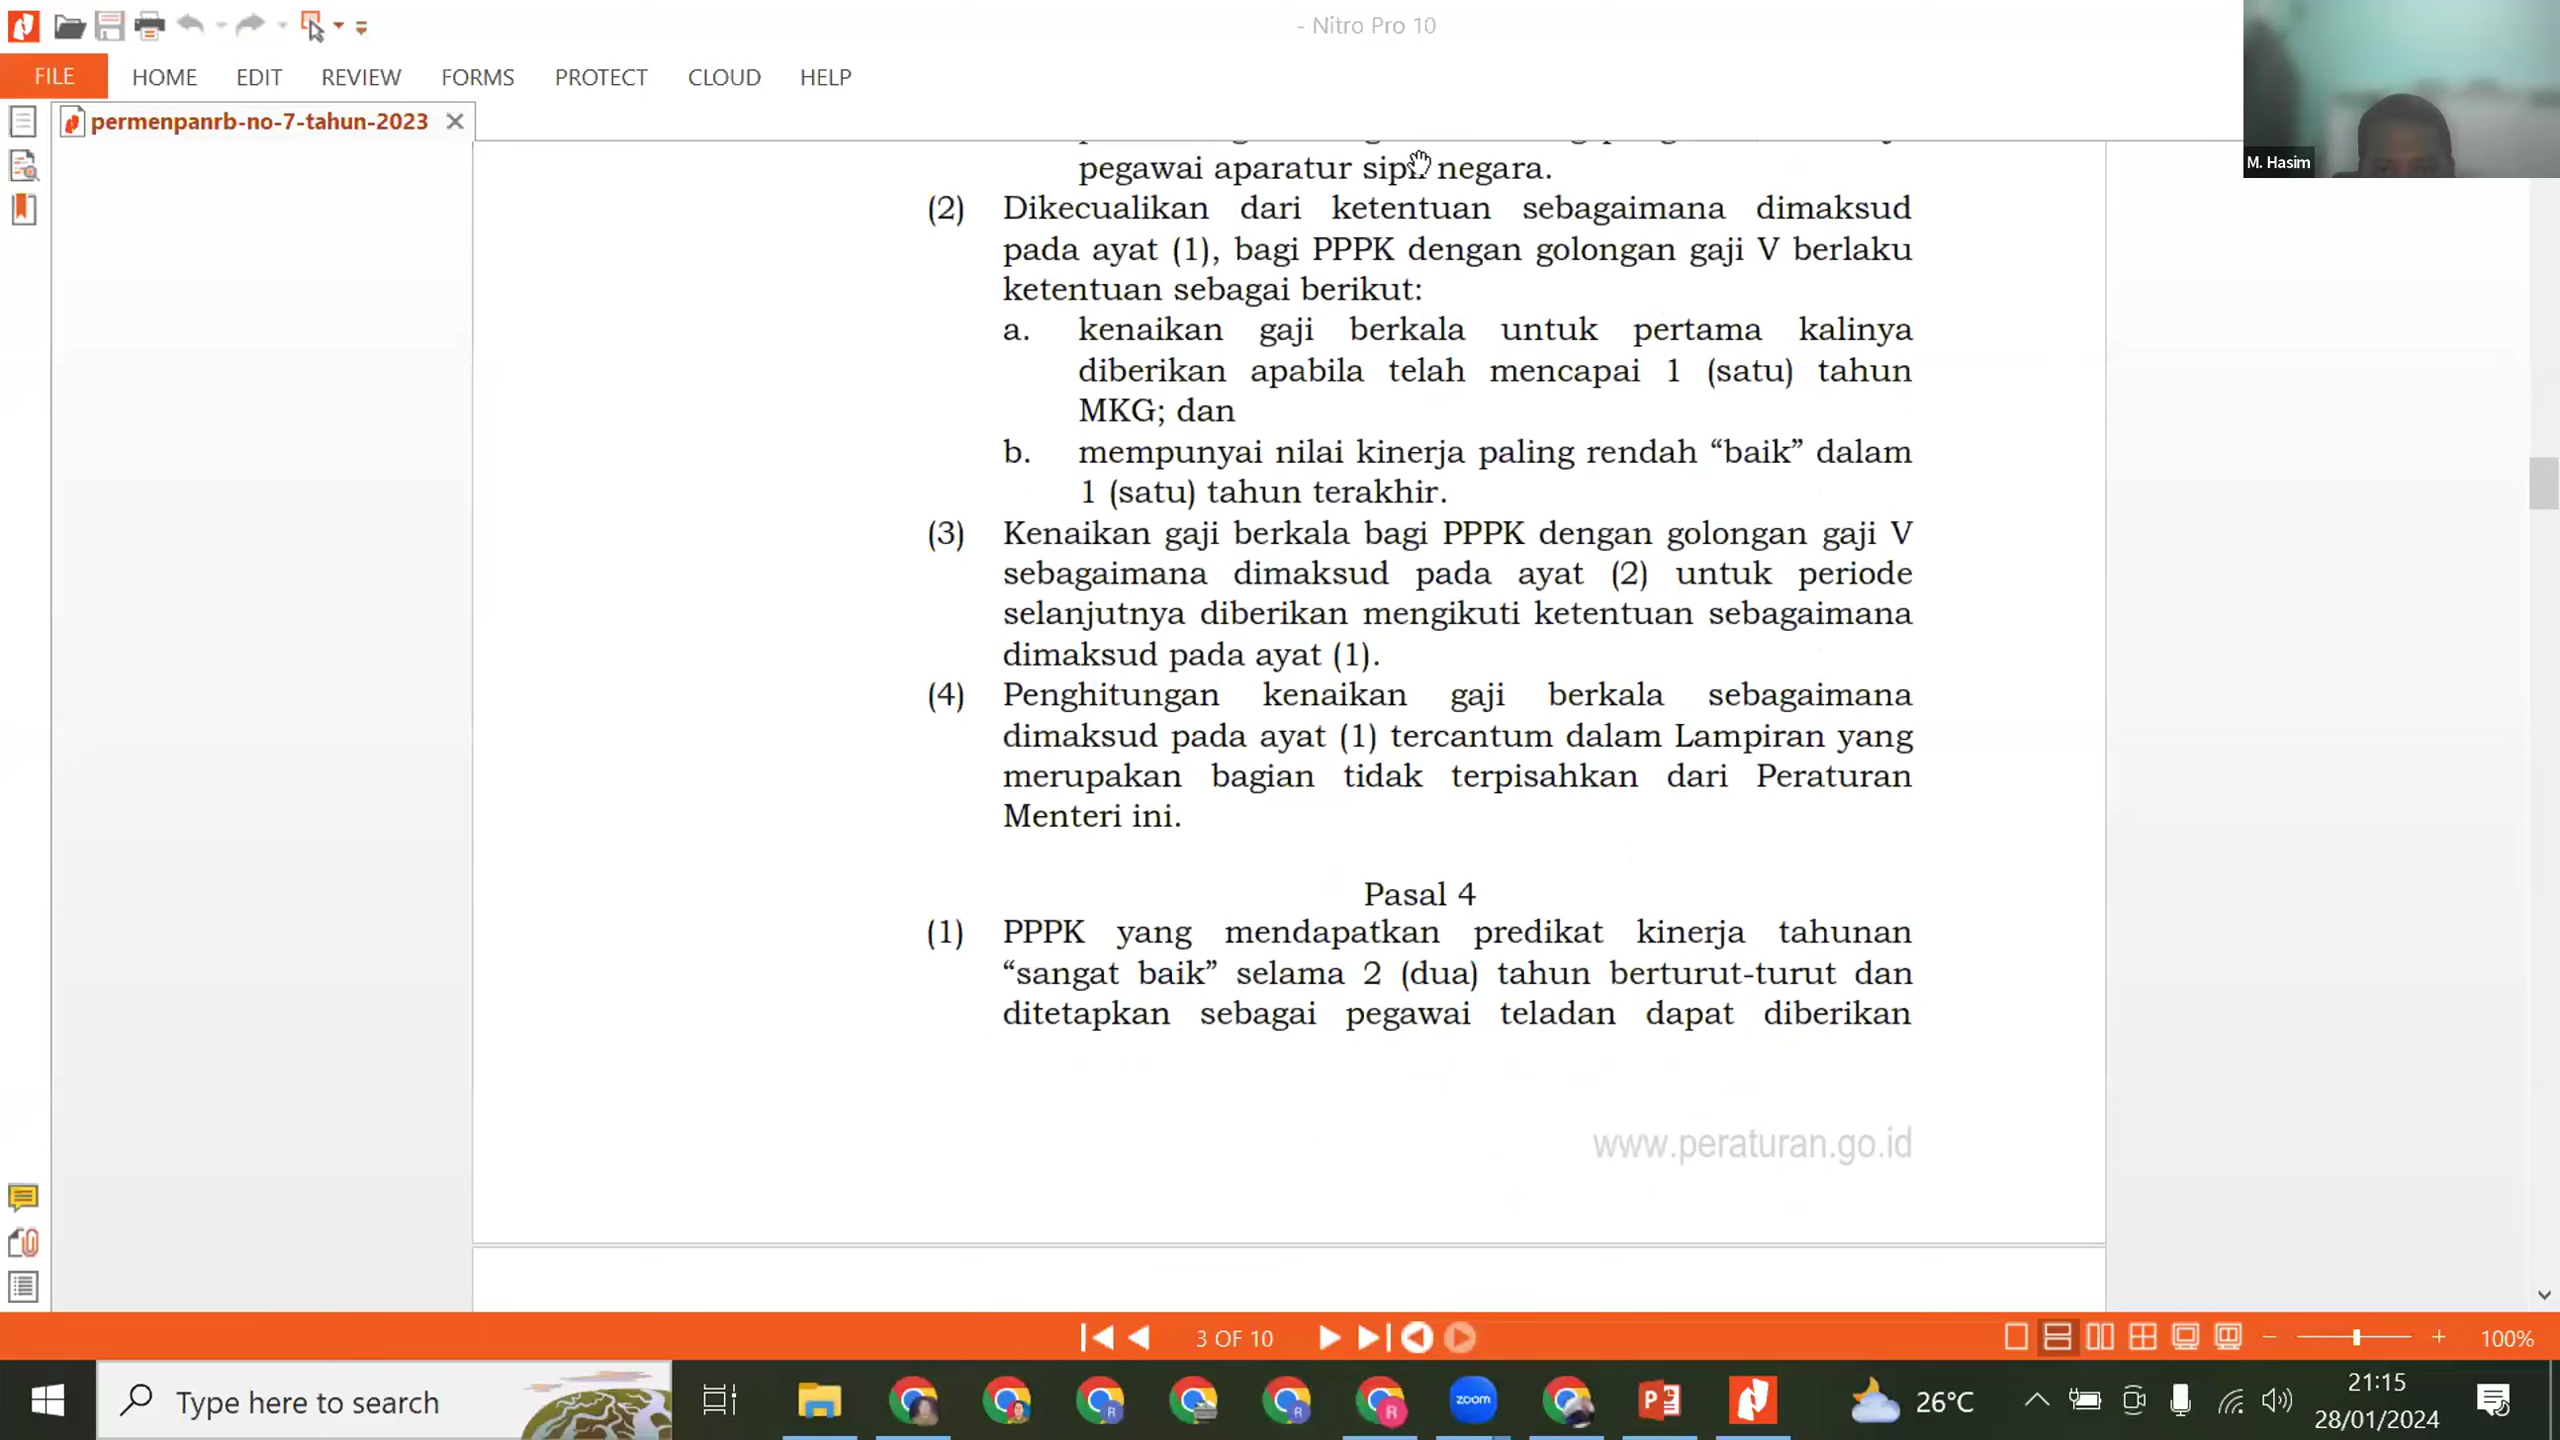 - Nitro Pro 10
FILE HOME EDIT REVIEW FORMS PROTECT CLOUD HELP
permenpanrb-no-7-tahun-2023
M. Hasim
pegawai aparatur sipil negara.
(2) Dikecualikan dari ketentuan sebagaimana dimaksud
pada ayat (1), bagi PPPK dengan golongan gaji V berlaku
ketentuan sebagai berikut:
a. kenaikan gaji berkala untuk pertama kalinya
diberikan apabila telah mencapai 1 (satu) tahun
MKG; dan
b. mempunyai nilai kinerja paling rendah “baik” dalam
1 (satu) tahun terakhir.
(3) Kenaikan gaji berkala bagi PPPK dengan golongan gaji V
sebagaimana dimaksud pada ayat (2) untuk periode
selanjutnya diberikan mengikuti ketentuan sebagaimana
dimaksud pada ayat (1).
(4) Penghitungan kenaikan gaji berkala sebagaimana
dimaksud pada ayat (1) tercantum dalam Lampiran yang
merupakan bagian tidak terpisahkan dari Peraturan
Menteri ini.
Pasal 4
(1) PPPK yang mendapatkan predikat kinerja tahunan
“sangat baik” selama 2 (dua) tahun berturut-turut dan
ditetapkan sebagai pegawai teladan dapat diberikan
www.peraturan.go.id
3 OF 10
100%
Type here to search
zoom
26°C
21:15
28/01/2024